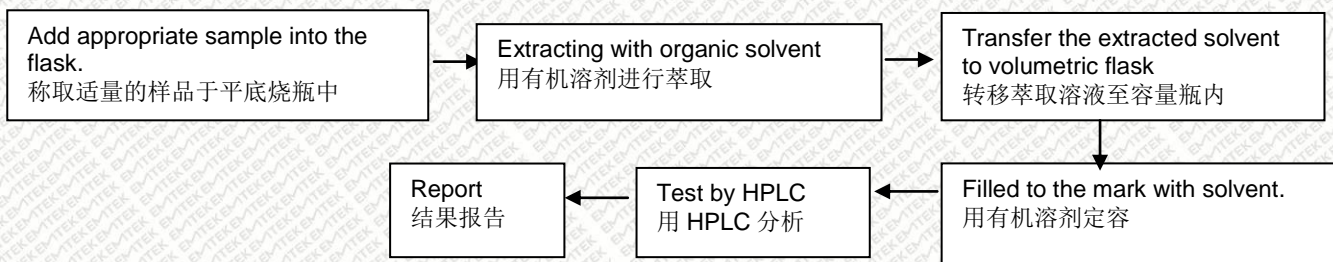 Add appropriate sample into the
flask.
称取适量的样品于平底烧瓶中
Extracting with organic solvent
用有机溶剂进行萃取
Transfer the extracted solvent
to volumetric flask
转移萃取溶液至容量瓶内
Filled to the mark with solvent.
用有机溶剂定容
Test by HPLC
用 HPLC 分析
Report
结果报告